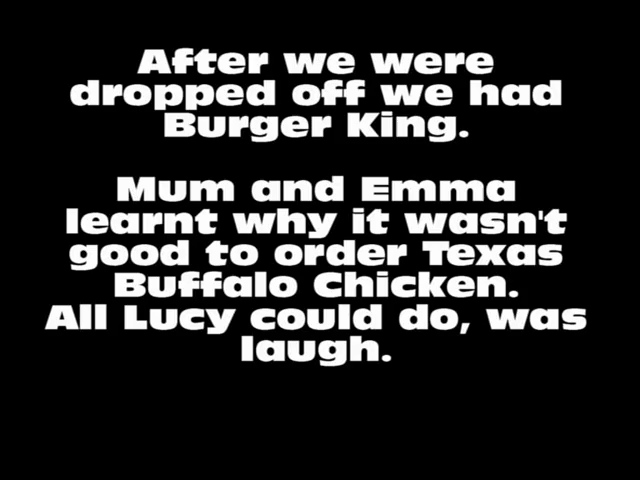 After we were
dropped off we had
Burger King.
Mum and Emma
learnt why it wasn't
good to order Texas
Buffalo Chicken.
All Lucy could do, was
laugh.